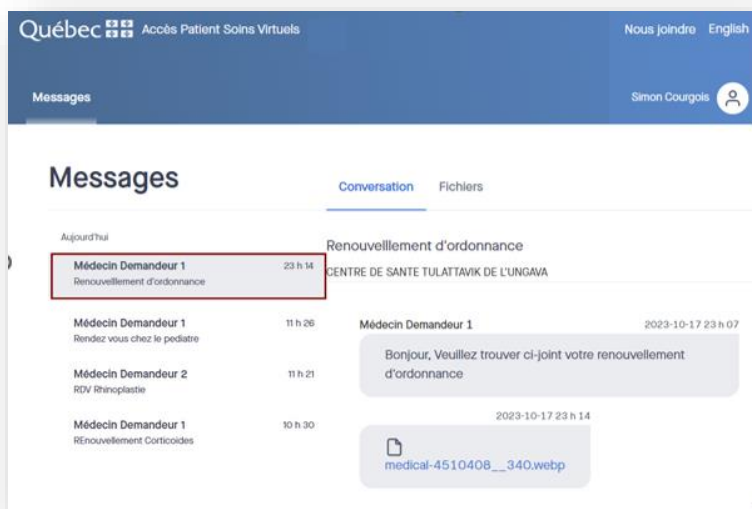 Québec Accès Patient Soins Virtuels
Nous joindre English
Messages
Simon Courgois
Messages
Conversation Fichiers
Aujourd'hui
Médecin Demandeur 1 23 h 14
Renouvelllement d'ordonnance
Médecin Demandeur 1 11 h 26
Rendez vous chez le pediatre
Médecin Demandeur 2 11 h 21
RDV Rhinoplastie
Médecin Demandeur 1 10 h 30
REnouvellement Corticoides
Renouvelllement d'ordonnance
CENTRE DE SANTE TULATTAVIK DE L'UNGAVA
Médecin Demandeur 1 2023-10-17 23 h 07
Bonjour, Veuillez trouver ci-joint votre renouvellement
d'ordonnance
2023-10-17 23 h 14
medical-4510408__340.webp